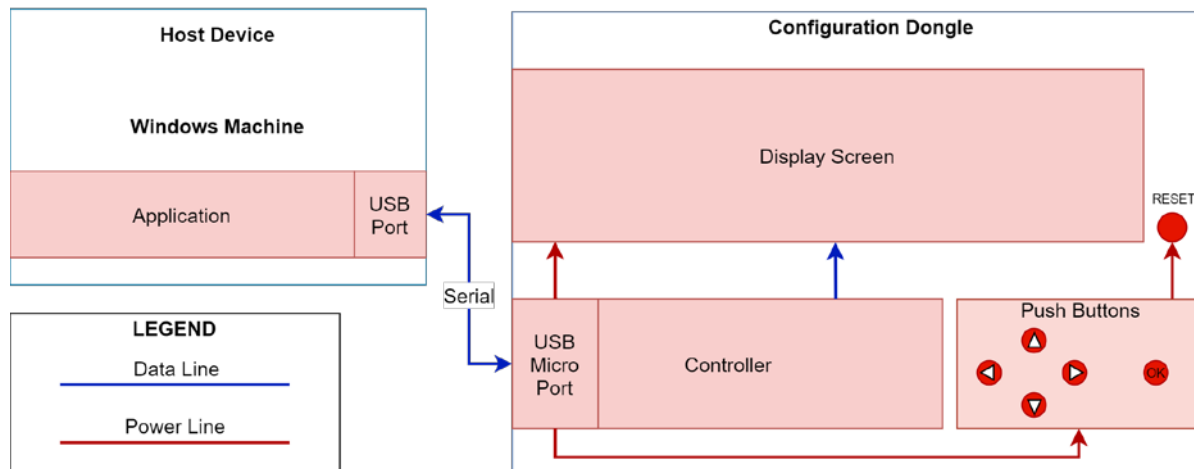 Host Device
Windows Machine
Application
USB
Port
Serial
LEGEND
Data Line
Power Line
Configuration Dongle
Display Screen
RESET
USB
Micro
Port
Controller
Push Buttons
OK